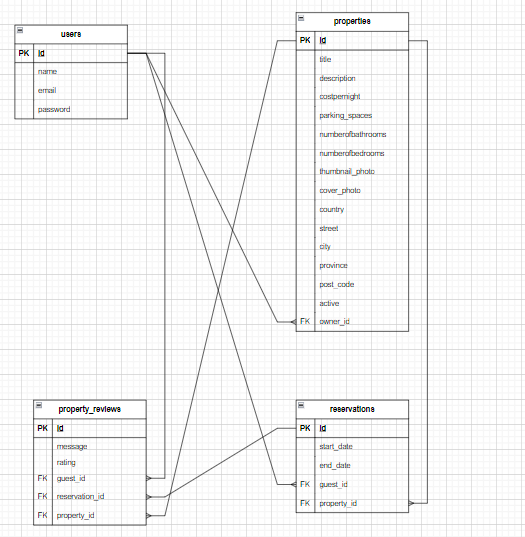 users
PK id
name
email
password
properties
PK id
title
description
costpernight
parking_spaces
numberofbathrooms
numberofbedrooms
thumbnail_photo
cover_photo
country
street
city
province
post_code
active
FK owner_id
property_reviews
PK id
message
rating
FK guest_id
FK reservation_id
FK property_id
reservations
PK id
start_date
end_date
FK guest_id
FK property_id